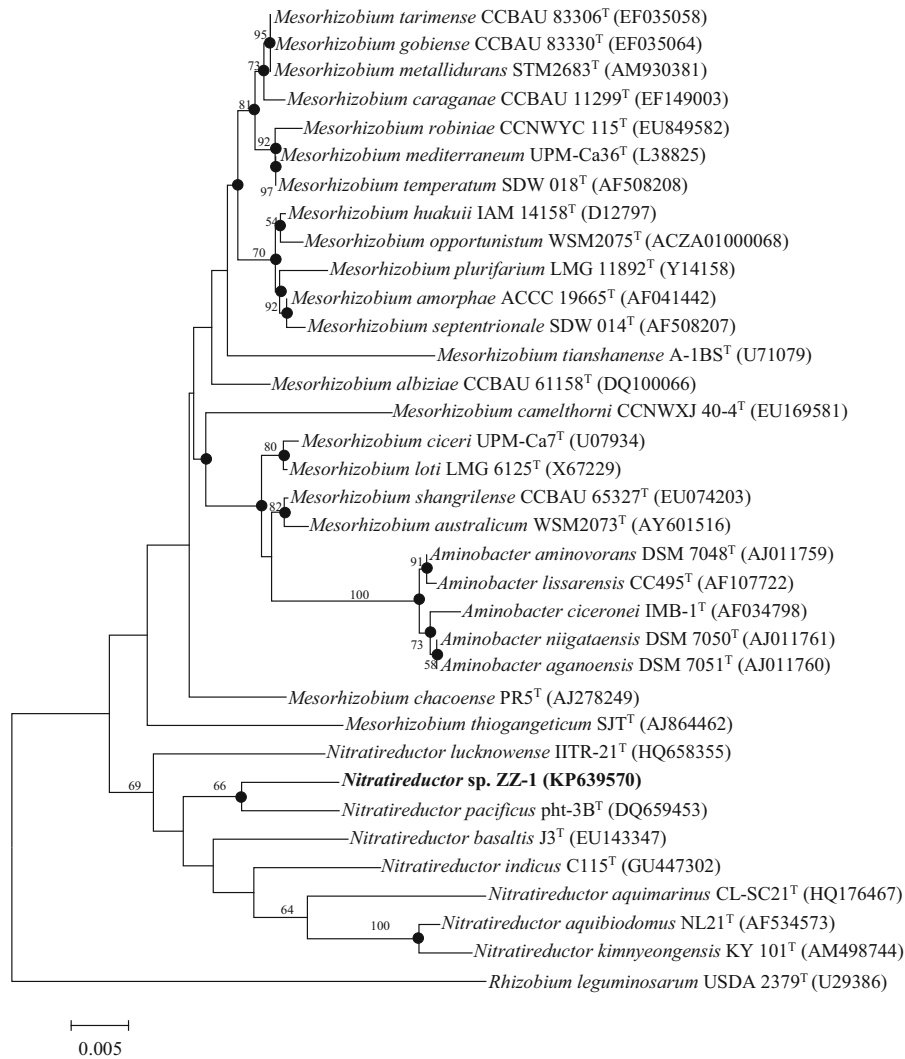 Mesorhizobium tarimense CCBAU 83306T (EF035058)
95
Mesorhizobium gobiense CCBAU 83330T (EF035064)
73
Mesorhizobium metallidurans STM2683T (AM930381)
Mesorhizobium caraganae CCBAU 11299T (EF149003)
81
Mesorhizobium robiniae CCNWYC 115T (EU849582)
92
Mesorhizobium mediterraneum UPM-Ca36T (L38825)
Mesorhizobium temperatum SDW 018T (AF508208)
97
Mesorhizobium huakuii IAM 14158T (D12797)
54
Mesorhizobium opportunistum WSM2075T (ACZA01000068)
70
Mesorhizobium plurifarium LMG 11892T (Y14158)
Mesorhizobium amorphae ACCC 19665T (AF041442)
92
Mesorhizobium septentrionale SDW 014T (AF508207)
Mesorhizobium tianshanense A-1BST (U71079)
Mesorhizobium albiziae CCBAU 61158T (DQ100066)
Mesorhizobium camelthorni CCNWXJ 40-4T (EU169581)
Mesorhizobium ciceri UPM-Ca7T (U07934)
80
Mesorhizobium loti LMG 6125T (X67229)
Mesorhizobium shangrilense CCBAU 65327T (EU074203)
82
Mesorhizobium australicum WSM2073T (AY601516)
Aminobacter aminovorans DSM 7048T (AJ011759)
91
Aminobacter lissarensis CC495T (AF107722)
100
Aminobacter ciceronei IMB-1T (AF034798)
Aminobacter niigataensis DSM 7050T (AJ011761)
73
Aminobacter aganoensis DSM 7051T (AJ011760)
58
Mesorhizobium chacoense PR5T (AJ278249)
Mesorhizobium thiogangeticum SJTT (AJ864462)
Nitratireductor lucknowense IITR-21T (HQ658355)
69
Nitratireductor sp. ZZ-1 (KP639570)
66
Nitratireductor pacificus pht-3BT (DQ659453)
Nitratireductor basaltis J3T (EU143347)
Nitratireductor indicus C115T (GU447302)
Nitratireductor aquimarinus CL-SC21T (HQ176467)
64
Nitratireductor aquibiodomus NL21T (AF534573)
100
Nitratireductor kimnyeongensis KY 101T (AM498744)
Rhizobium leguminosarum USDA 2379T (U29386)
0.005